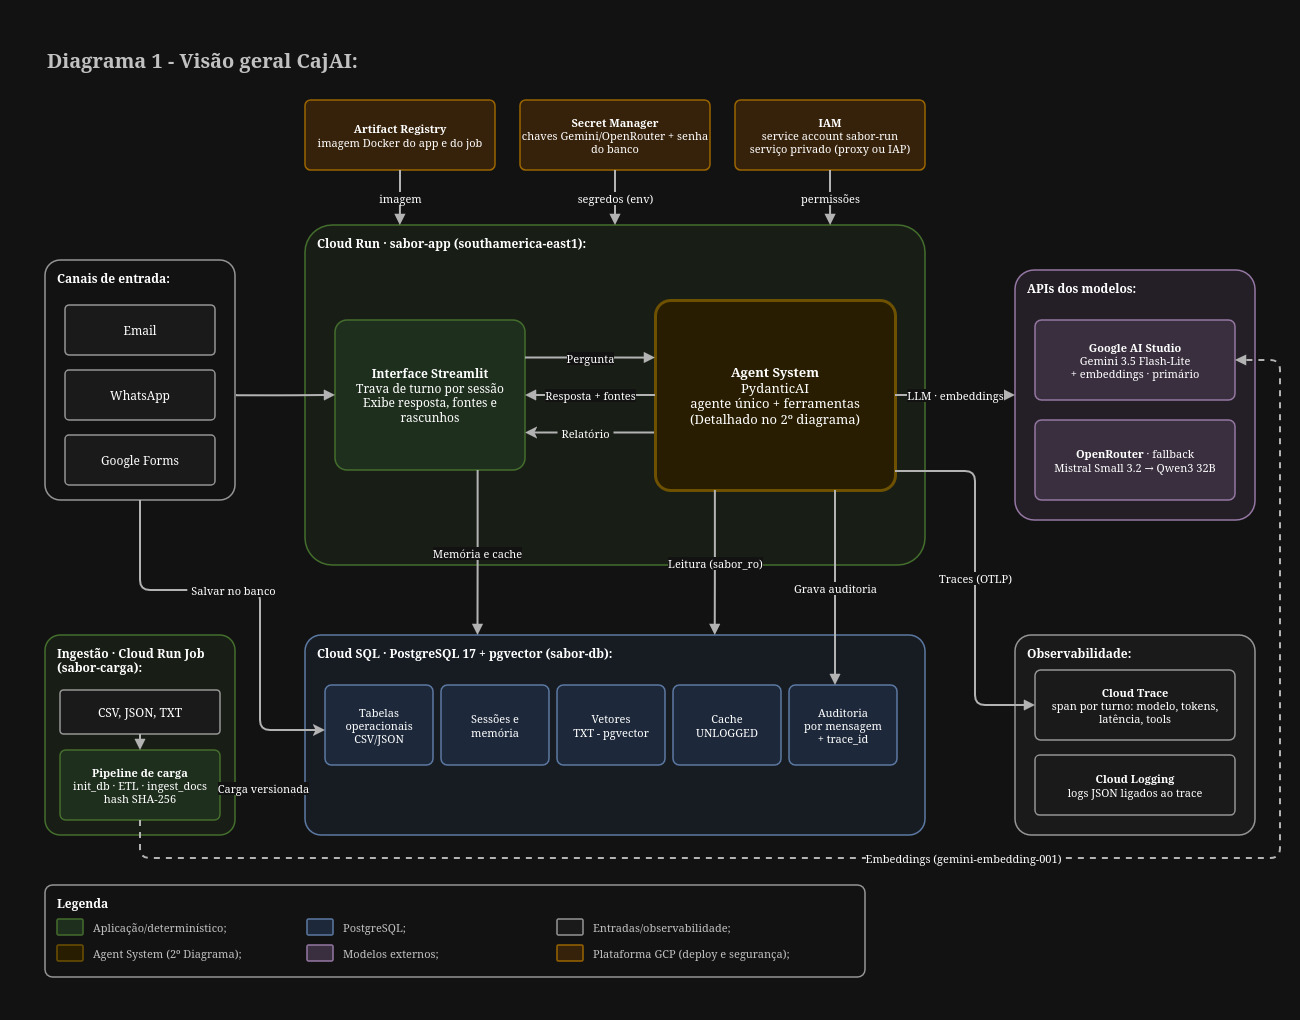 Diagrama 1 - Visão geral CajAI:
Artifact Registry
imagem Docker do app e do job
Secret Manager
chaves Gemini/OpenRouter + senha
do banco
IAM
service account sabor-run
serviço privado (proxy ou IAP)
imagem
segredos (env)
permissões
Cloud Run · sabor-app (southamerica-east1):
Canais de entrada:
Email
WhatsApp
Google Forms
Interface Streamlit
Trava de turno por sessão
Exibe resposta, fontes e
rascunhos
Pergunta
Resposta + fontes
Relatório
Agent System
PydanticAI
agente único + ferramentas
(Detalhado no 2º diagrama)
LLM · embeddings
APIs dos modelos:
Google AI Studio
Gemini 3.5 Flash-Lite
+ embeddings · primário
OpenRouter · fallback
Mistral Small 3.2 → Qwen3 32B
Memória e cache
Leitura (sabor_ro)
Grava auditoria
Traces (OTLP)
Salvar no banco
Ingestão · Cloud Run Job
(sabor-carga):
CSV, JSON, TXT
Pipeline de carga
init_db · ETL · ingest_docs
hash SHA-256
Carga versionada
Cloud SQL · PostgreSQL 17 + pgvector (sabor-db):
Tabelas
operacionais
CSV/JSON
Sessões e
memória
Vetores
TXT - pgvector
Cache
UNLOGGED
Auditoria
por mensagem
+ trace_id
Observabilidade:
Cloud Trace
span por turno: modelo, tokens,
latência, tools
Cloud Logging
logs JSON ligados ao trace
Embeddings (gemini-embedding-001)
Legenda
Aplicação/determinístico;
PostgreSQL;
Entradas/observabilidade;
Agent System (2º Diagrama);
Modelos externos;
Plataforma GCP (deploy e segurança);